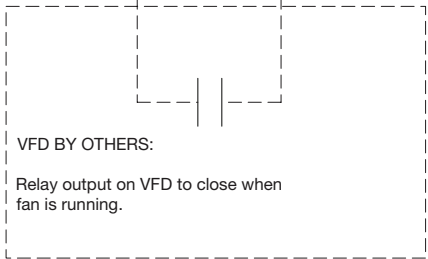 VFD BY OTHERS:
Relay output on VFD to close when
fan is running.